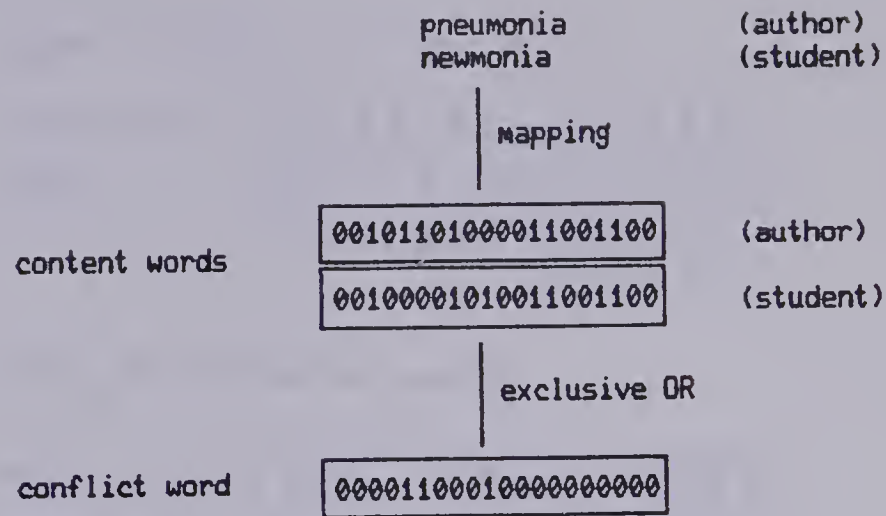 pneumonia (author)
newmonia (student)
mapping
00101101000011001100 (author)
content words
00100001010011001100 (student)
exclusive OR
conflict word 00001100010000000000